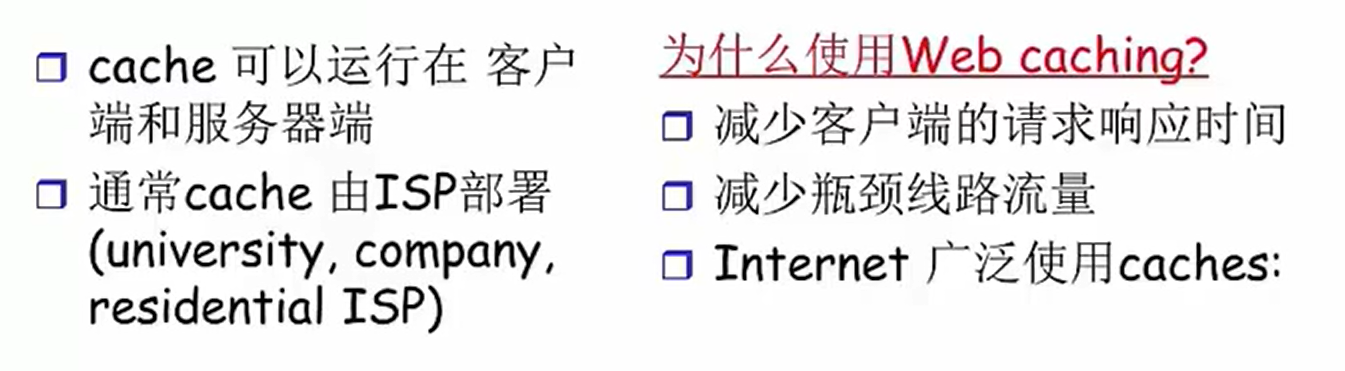 cache 可以运行在 客户
端和服务器端
通常cache 由ISP部署
(university, company,
residential ISP)
为什么使用Web caching?
减少客户端的请求响应时间
减少瓶颈线路流量
Internet 广泛使用caches: